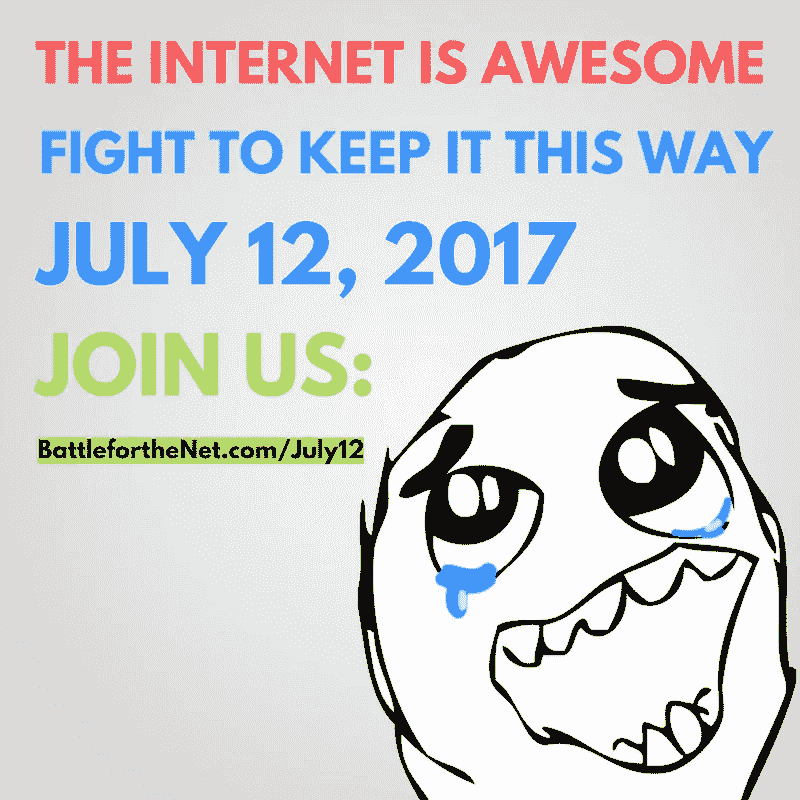 THE INTERNET IS AWESOME
FIGHT TO KEEP IT THIS WAY
JULY 12, 2017
JOIN US:
BattlefortheNet.com/July12